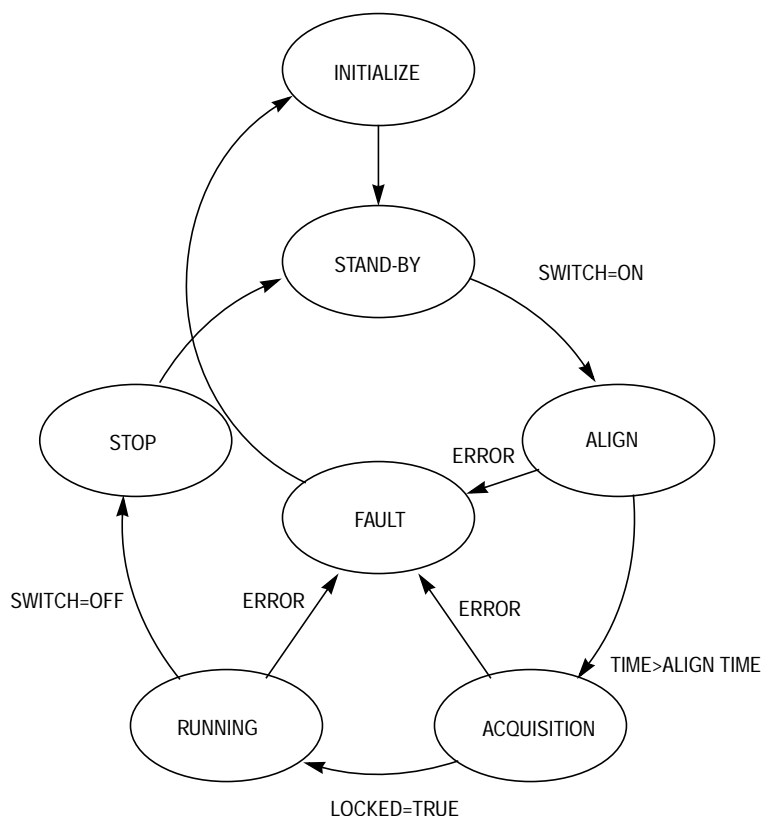 INITIALIZE
STAND-BY
SWITCH=ON
STOP
ALIGN
ERROR
FAULT
SWITCH=OFF
ERROR
ERROR
TIME>ALIGN TIME
RUNNING
ACQUISITION
LOCKED=TRUE